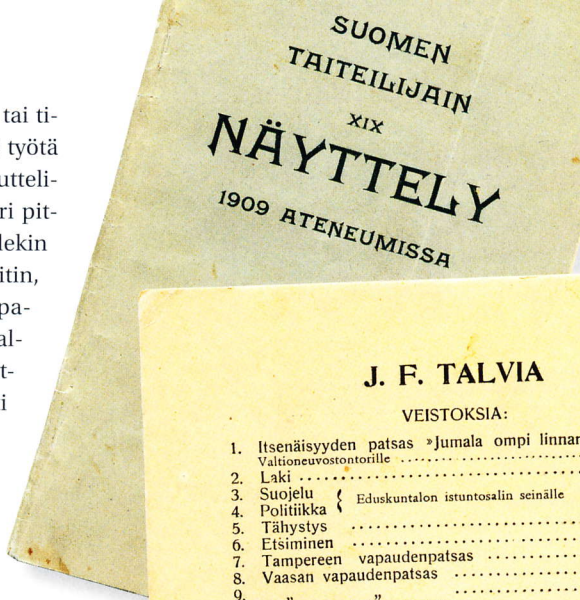 tai ti-
työtä
utteli-
ri pit-
lekin
itin,
pa-
al-
t-
i
SUOMEN
TAITEILIJAIN
XIX
NÄYTTELY
1909 ATENEUMISSA
J. F. TALVIA
VEISTOKSIA:
1. Itsenäisyyden patsas »Jumala ompi linnan
Valtioneuvostontorille
2. Laki
3. Suojelu
4. Politiikka
Eduskuntalon istuntosalin seinälle
5. Tähystys
6. Etsiminen
7. Tampereen vapaudenpatsas
8. Vaasan vapaudenpatsas
9. „ „